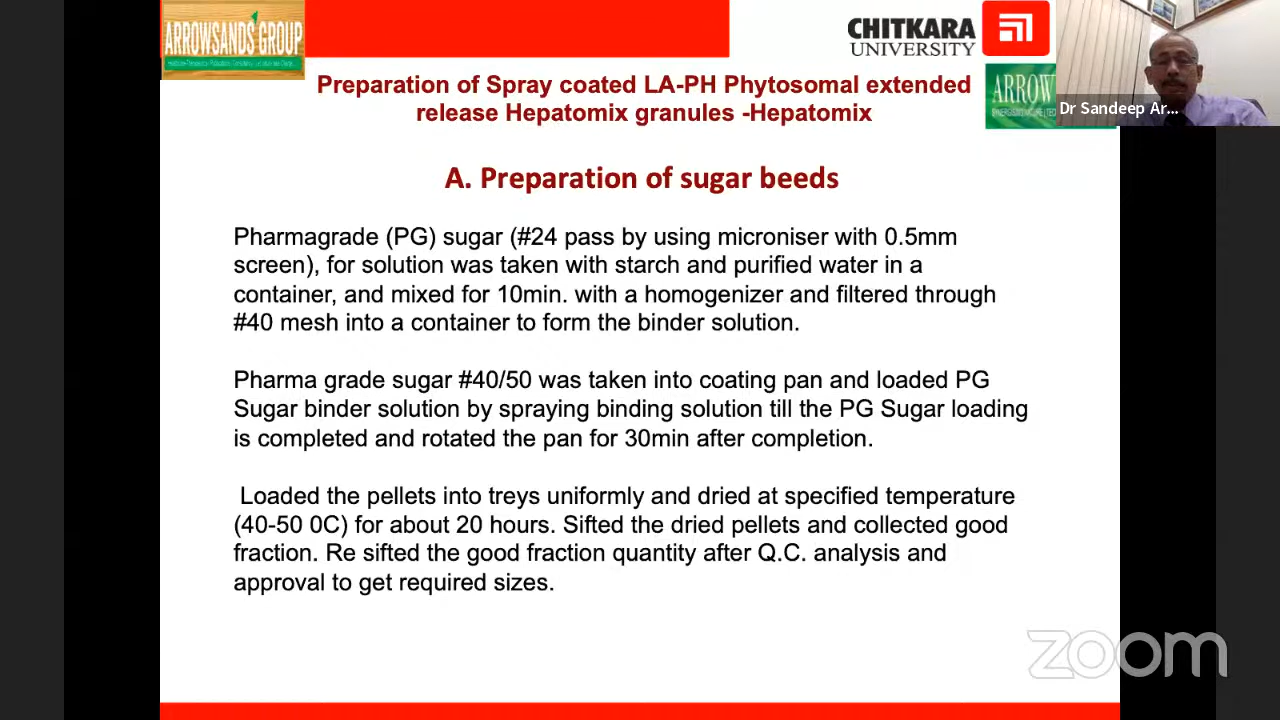 ARROWSANDS GROUP
CHITKARA
UNIVERSITY
Preparation of Spray coated LA-PH Phytosomal extended
release Hepatomix granules -Hepatomix
ARROW
Dr Sandeep Ar...
A. Preparation of sugar beeds
Pharmagrade (PG) sugar (#24 pass by using microniser with 0.5mm
screen), for solution was taken with starch and purified water in a
container, and mixed for 10min. with a homogenizer and filtered through
#40 mesh into a container to form the binder solution.
Pharma grade sugar #40/50 was taken into coating pan and loaded PG
Sugar binder solution by spraying binding solution till the PG Sugar loading
is completed and rotated the pan for 30min after completion.
Loaded the pellets into treys uniformly and dried at specified temperature
(40-50 0C) for about 20 hours. Sifted the dried pellets and collected good
fraction. Re sifted the good fraction quantity after Q.C. analysis and
approval to get required sizes.
zoom